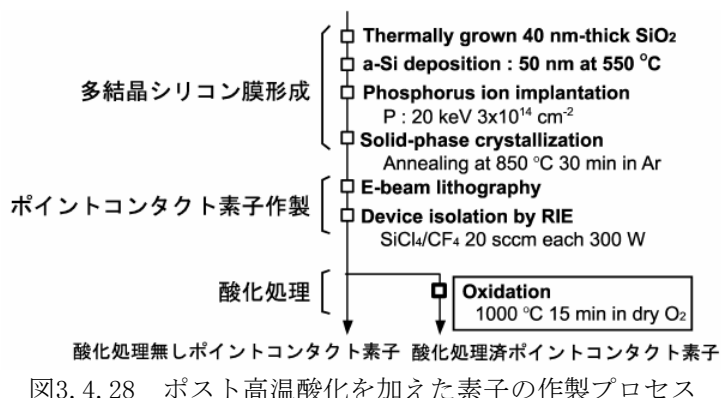 Thermally grown 40 nm-thick SiO₂
a-Si deposition : 50 nm at 550 °C
多結晶シリコン膜形成
Phosphorus ion implantation
P : 20 keV 3x10¹⁴ cm⁻²
Solid-phase crystallization
Annealing at 850 °C 30 min in Ar
E-beam lithography
ポイントコンタクト素子作製
Device isolation by RIE
SiCl₄/CF₄ 20 sccm each 300 W
酸化処理
Oxidation
1000 °C 15 min in dry O₂
酸化処理無しポイントコンタクト素子 酸化処理済ポイントコンタクト素子
図3.4.28 ポスト高温酸化を加えた素子の作製プロセス